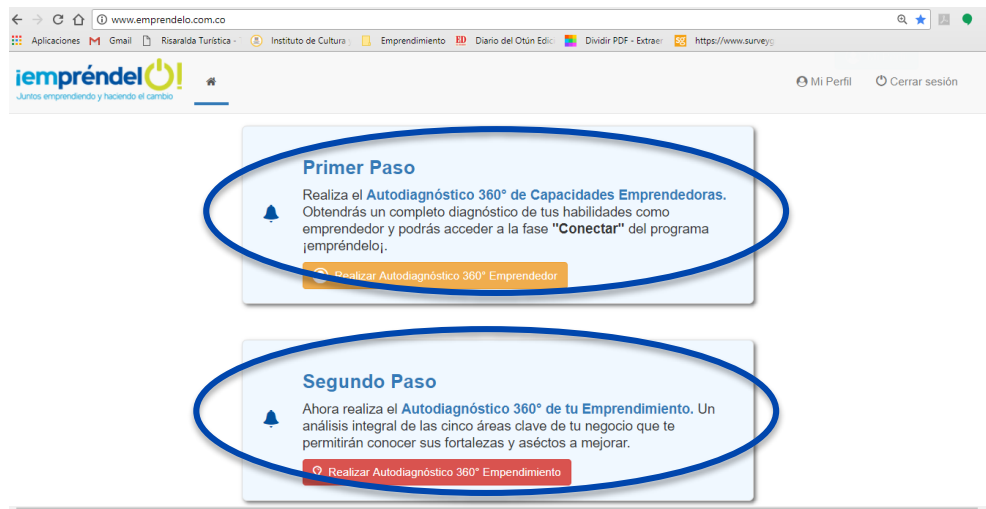 www.emprendelo.com.co
Aplicaciones Gmail Risaralda Turística - Instituto de Cultura y Emprendimiento ED Diario del Otún Edic Dividir PDF - Extraer https://www.surveyg
¡empréndelo!
Juntos emprendiendo y haciendo el cambio
Mi Perfil Cerrar sesión
Primer Paso
Realiza el Autodiagnóstico 360° de Capacidades Emprendedoras.
Obtendrás un completo diagnóstico de tus habilidades como
emprendedor y podrás acceder a la fase "Conectar" del programa
¡empréndelo¡.
Realizar Autodiagnóstico 360° Emprendedor
Segundo Paso
Ahora realiza el Autodiagnóstico 360° de tu Emprendimiento. Un
análisis integral de las cinco áreas clave de tu negocio que te
permitirán conocer sus fortalezas y aséctos a mejorar.
? Realizar Autodiagnóstico 360° Empendimiento